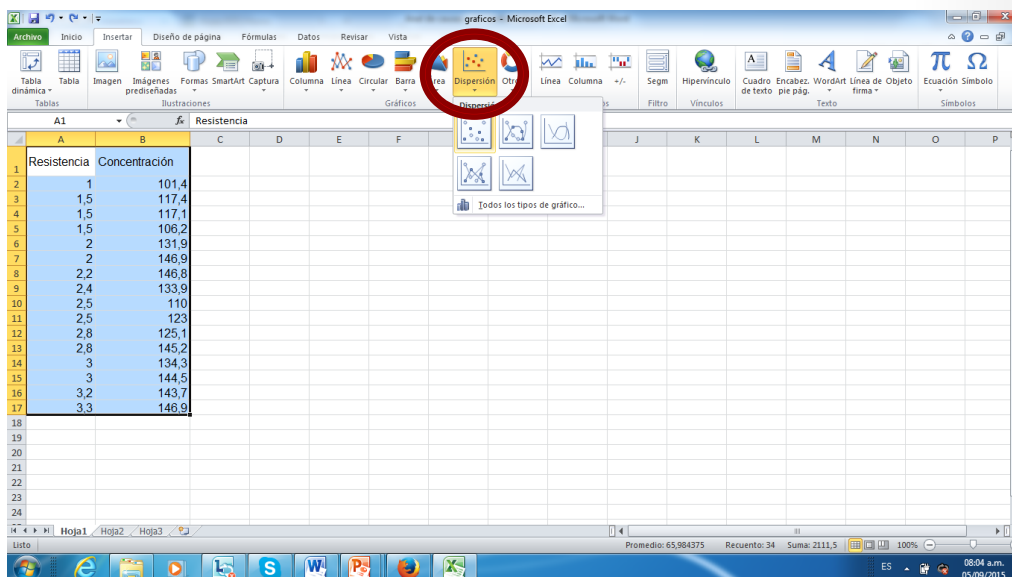 graficos - Microsoft Excel
Archivo Inicio Insertar Diseño de página Fórmulas Datos Revisar Vista
Tabla dinámica Tabla Imagen Imágenes prediseñadas Formas SmartArt Captura Columna Línea Circular Barra Área Dispersión Línea Columna +/- Segm Hipervínculo Cuadro de texto Encabez. pie pág. WordArt Línea de firma Objeto Ecuación Símbolo
Tablas Ilustraciones Gráficos Filtro Vínculos Texto Símbolos
A1 fx Resistencia
Todos los tipos de gráfico...
A B C D E F J K L M N O P
1 Resistencia Concentración
2 1 101,4
3 1,5 117,4
4 1,5 117,1
5 1,5 106,2
6 2 131,9
7 2 146,9
8 2,2 146,8
9 2,4 133,9
10 2,5 110
11 2,5 123
12 2,8 125,1
13 2,8 145,2
14 3 134,3
15 3 144,5
16 3,2 143,7
17 3,3 146,9
18
19
20
21
22
23
24
Hoja1 Hoja2 Hoja3
Listo Promedio: 65,984375 Recuento: 34 Suma: 2111,5 100%
ES 08:04 a.m.
05/09/2015